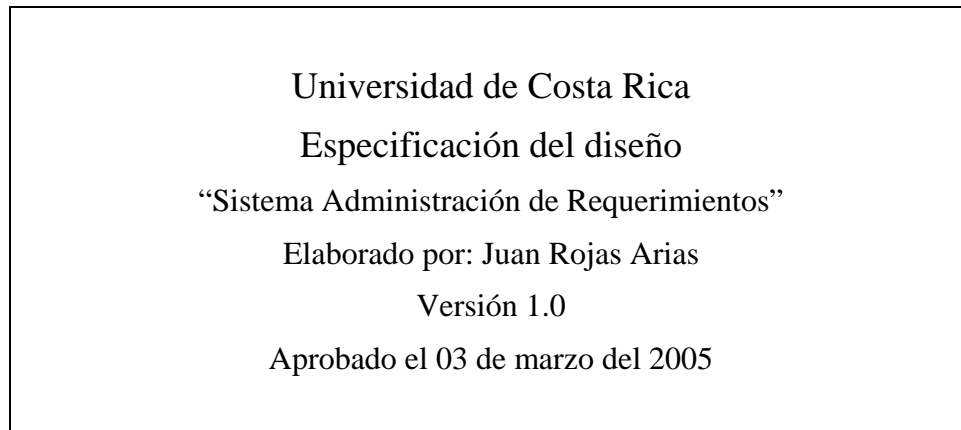 Universidad de Costa Rica
Especificación del diseño
“Sistema Administración de Requerimientos”
Elaborado por: Juan Rojas Arias
Versión 1.0
Aprobado el 03 de marzo del 2005